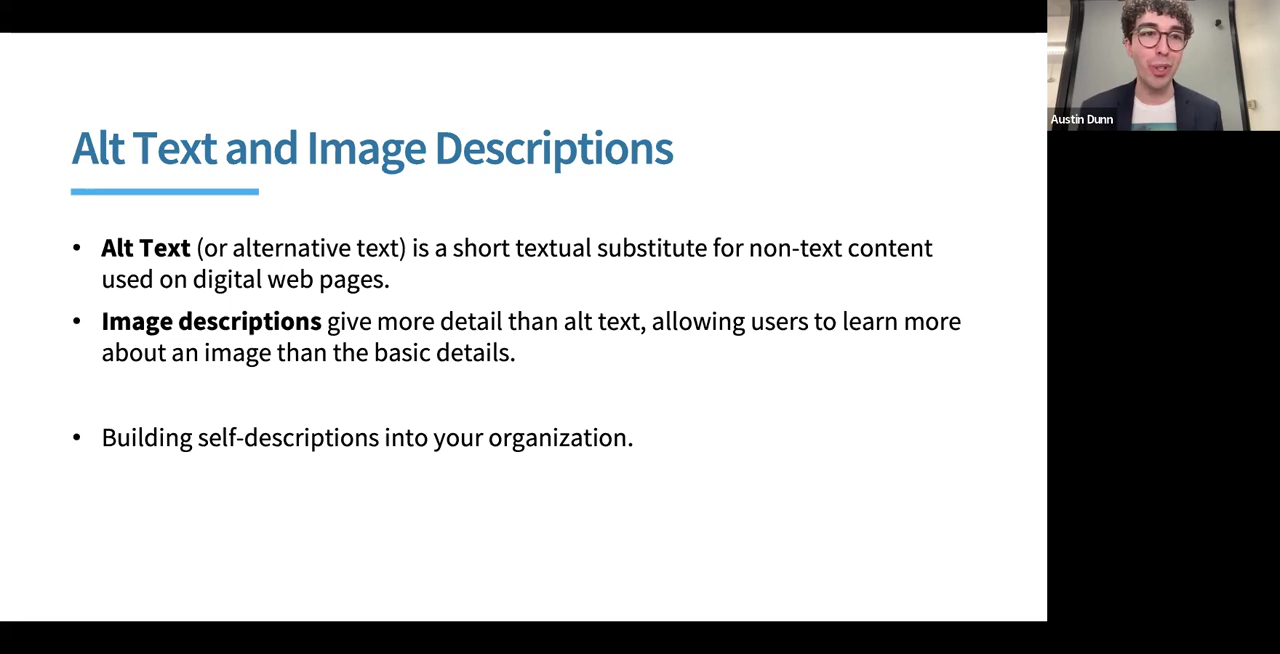 Alt Text and Image Descriptions
• Alt Text (or alternative text) is a short textual substitute for non-text content
used on digital web pages.
• Image descriptions give more detail than alt text, allowing users to learn more
about an image than the basic details.
• Building self-descriptions into your organization.
Austin Dunn